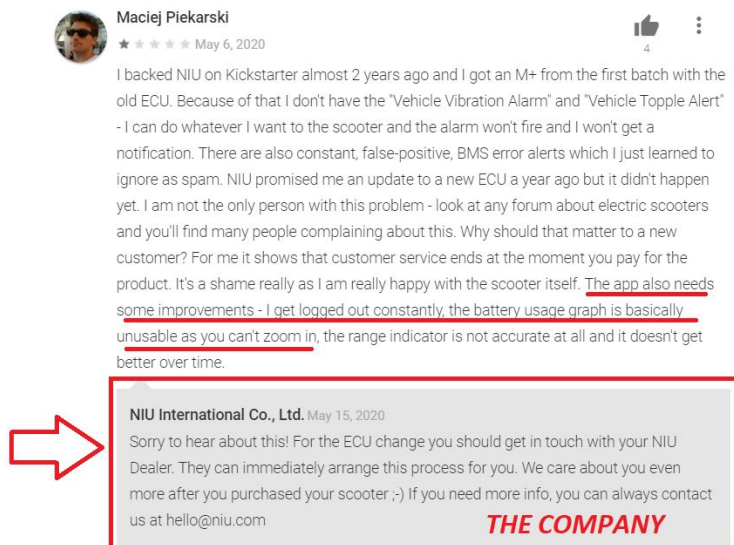 Maciej Piekarski
May 6, 2020
4
I backed NIU on Kickstarter almost 2 years ago and I got an M+ from the first batch with the
old ECU. Because of that I don't have the "Vehicle Vibration Alarm" and "Vehicle Topple Alert"
- I can do whatever I want to the scooter and the alarm won't fire and I won't get a
notification. There are also constant, false-positive, BMS error alerts which I just learned to
ignore as spam. NIU promised me an update to a new ECU a year ago but it didn't happen
yet. I am not the only person with this problem - look at any forum about electric scooters
and you'll find many people complaining about this. Why should that matter to a new
customer? For me it shows that customer service ends at the moment you pay for the
product. It's a shame really as I am really happy with the scooter itself. The app also needs
some improvements - I get logged out constantly, the battery usage graph is basically
unusable as you can't zoom in, the range indicator is not accurate at all and it doesn't get
better over time.
NIU International Co., Ltd. May 15, 2020
Sorry to hear about this! For the ECU change you should get in touch with your NIU
Dealer. They can immediately arrange this process for you. We care about you even
more after you purchased your scooter ;-) If you need more info, you can always contact
us at hello@niu.com
THE COMPANY